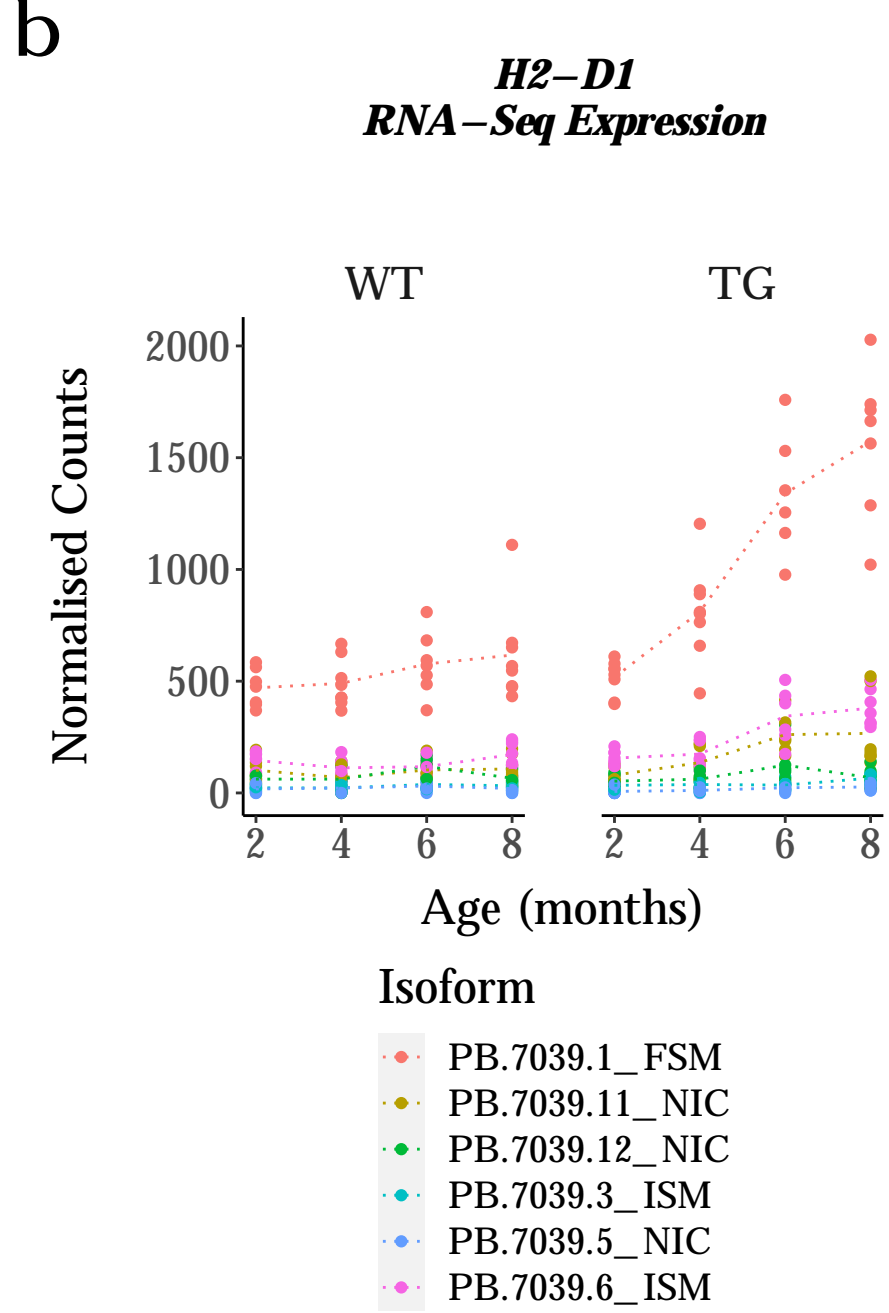 b
H2–D1
RNA–Seq Expression
WT
TG
Normalised Counts
2000
1500
1000
500
0
2 4 6 8
2 4 6 8
Age (months)
Isoform
PB.7039.1_FSM
PB.7039.11_NIC
PB.7039.12_NIC
PB.7039.3_ISM
PB.7039.5_NIC
PB.7039.6_ISM